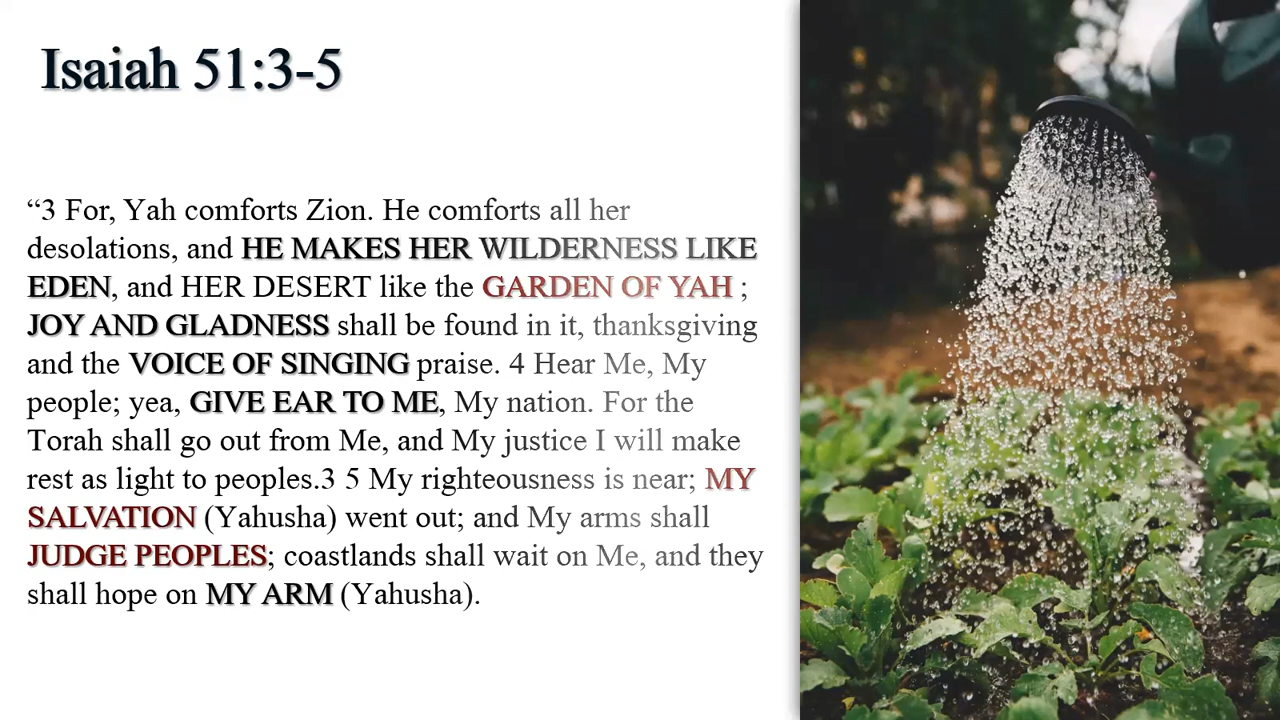 Isaiah 51:3-5
“3 For, Yah comforts Zion. He comforts all her
desolations, and HE MAKES HER WILDERNESS LIKE
EDEN, and HER DESERT like the GARDEN OF YAH ;
JOY AND GLADNESS shall be found in it, thanksgiving
and the VOICE OF SINGING praise. 4 Hear Me, My
people; yea, GIVE EAR TO ME, My nation. For the
Torah shall go out from Me, and My justice I will make
rest as light to peoples.3 5 My righteousness is near; MY
SALVATION (Yahusha) went out; and My arms shall
JUDGE PEOPLES; coastlands shall wait on Me, and they
shall hope on MY ARM (Yahusha).